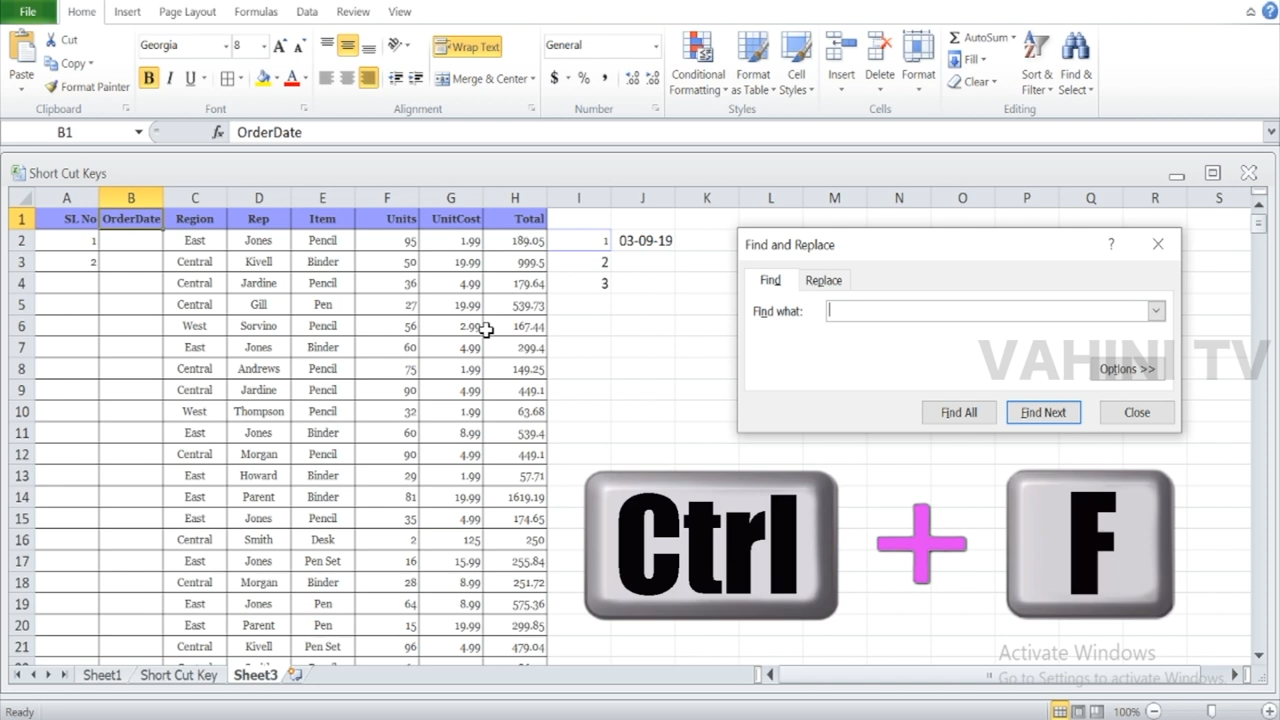 File Home Insert Page Layout Formulas Data Review View
Cut Georgia 8 Wrap Text General AutoSum
Paste Copy Fill
Format Painter B I U A Merge & Center $ % , Conditional Formatting Format as Table Cell Styles Insert Delete Format Clear Sort & Filter Find & Select
Clipboard Font Alignment Number Styles Cells Editing
B1 fx OrderDate
Short Cut Keys
A B C D E F G H I J K L M N O P Q R S
1 SL No OrderDate Region Rep Item Units UnitCost Total
2 1 East Jones Pencil 95 1.99 189.05 1 03-09-19
3 2 Central Kivell Binder 50 19.99 999.5 2
4 Central Jardine Pencil 36 4.99 179.64 3
5 Central Gill Pen 27 19.99 539.73
6 West Sorvino Pencil 56 2.99 167.44
7 East Jones Binder 60 4.99 299.4
8 Central Andrews Pencil 75 1.99 149.25
9 Central Jardine Pencil 90 4.99 449.1
10 West Thompson Pencil 32 1.99 63.68
11 East Jones Binder 60 8.99 539.4
12 Central Morgan Pencil 90 4.99 449.1
13 East Howard Binder 29 1.99 57.71
14 East Parent Binder 81 19.99 1619.19
15 East Jones Pencil 35 4.99 174.65
16 Central Smith Desk 2 125 250
17 East Jones Pen Set 16 15.99 255.84
18 Central Morgan Binder 28 8.99 251.72
19 East Jones Pen 64 8.99 575.36
20 East Parent Pen 15 19.99 299.85
21 Central Kivell Pen Set 96 4.99 479.04
Find and Replace ?
Find Replace
Find what:
VAHINI TV
Options >>
Find All Find Next Close
Ctrl + F
Activate Windows
Go to Settings to activate Windows.
Sheet1 Short Cut Key Sheet3
Ready 100%